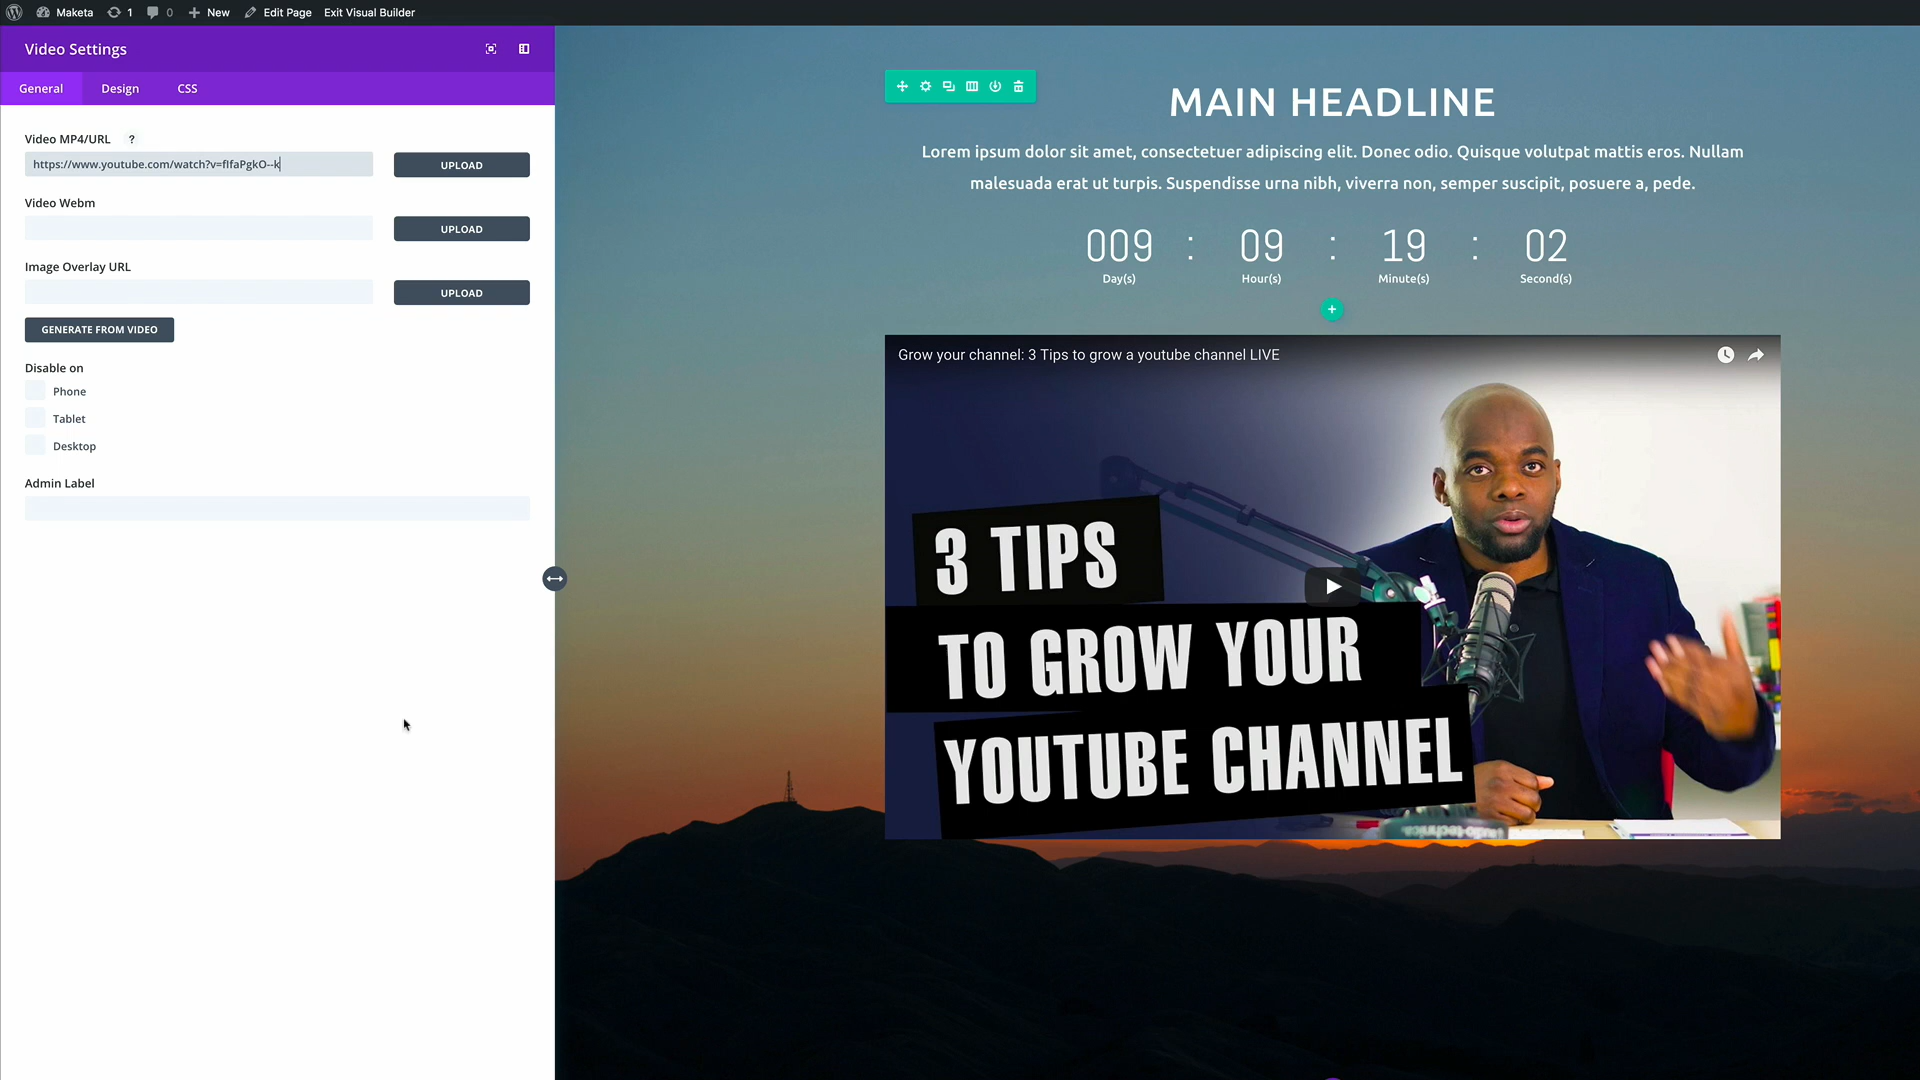 Maketa 1 0 New Edit Page Exit Visual Builder
Video Settings
General Design CSS
Video MP4/URL ?
https://www.youtube.com/watch?v=fIfaPgkO--k
UPLOAD
Video Webm
UPLOAD
Image Overlay URL
UPLOAD
GENERATE FROM VIDEO
Disable on
Phone
Tablet
Desktop
Admin Label
MAIN HEADLINE
Lorem ipsum dolor sit amet, consectetuer adipiscing elit. Donec odio. Quisque volutpat mattis eros. Nullam
malesuada erat ut turpis. Suspendisse urna nibh, viverra non, semper suscipit, posuere a, pede.
009 : 09 : 19 : 02
Day(s) Hour(s) Minute(s) Second(s)
Grow your channel: 3 Tips to grow a youtube channel LIVE
3 TIPS
TO GROW YOUR
YOUTUBE CHANNEL
audio-technica